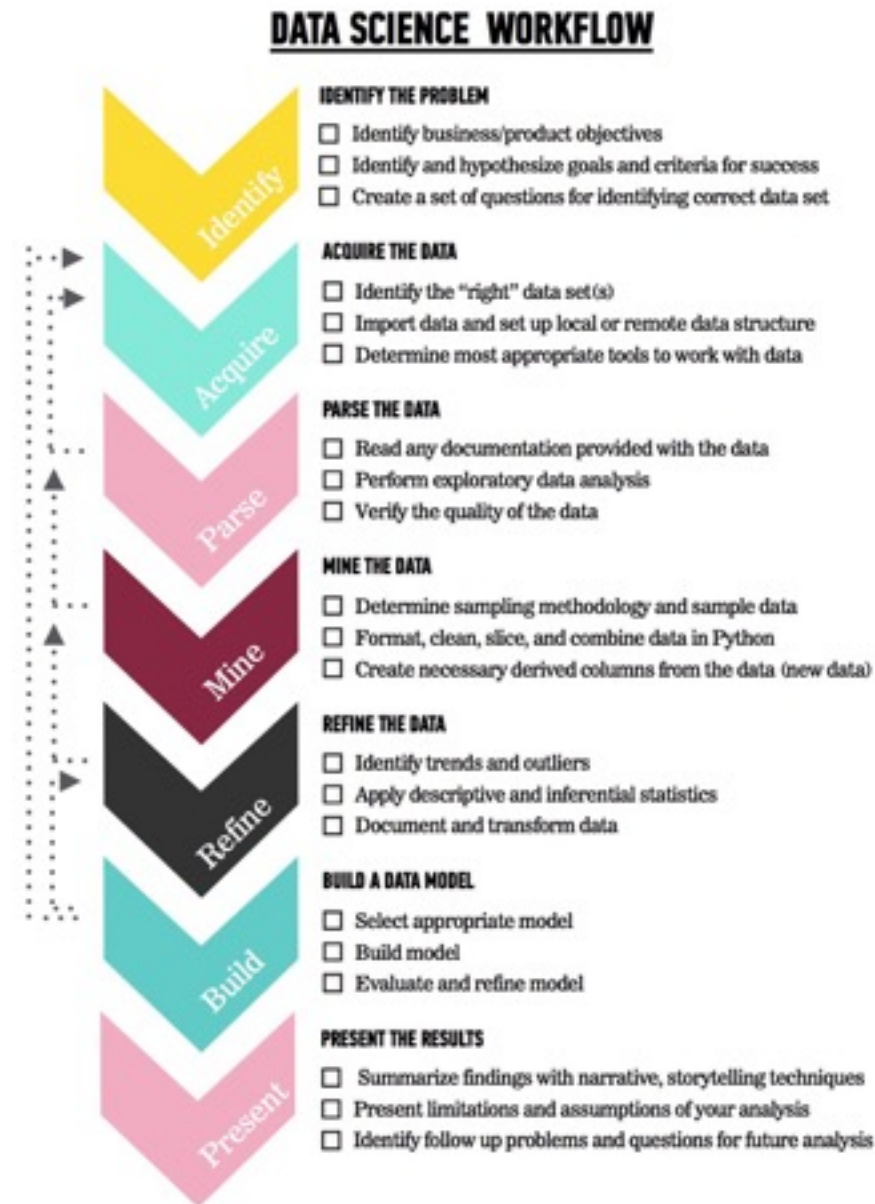 DATA SCIENCE WORKFLOW
IDENTIFY THE PROBLEM
Identify business/product objectives
Identify and hypothesize goals and criteria for success
Create a set of questions for identifying correct data set
Identify
ACQUIRE THE DATA
Identify the “right” data set(s)
Import data and set up local or remote data structure
Determine most appropriate tools to work with data
Acquire
PARSE THE DATA
Read any documentation provided with the data
Perform exploratory data analysis
Verify the quality of the data
Parse
MINE THE DATA
Determine sampling methodology and sample data
Format, clean, slice, and combine data in Python
Create necessary derived columns from the data (new data)
Mine
REFINE THE DATA
Identify trends and outliers
Apply descriptive and inferential statistics
Document and transform data
Refine
BUILD A DATA MODEL
Select appropriate model
Build model
Evaluate and refine model
Build
PRESENT THE RESULTS
Summarize findings with narrative, storytelling techniques
Present limitations and assumptions of your analysis
Identify follow up problems and questions for future analysis
Present